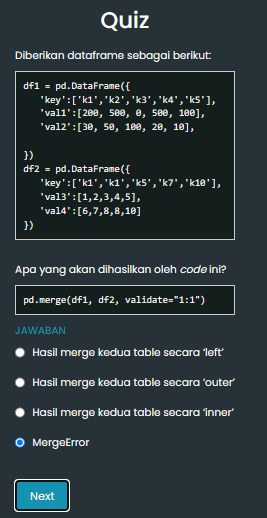 Quiz
Diberikan dataframe sebagai berikut:
df1 = pd.DataFrame({
'key':['k1','k2','k3','k4','k5'],
'val1':[200, 500, 0, 500, 100],
'val2':[30, 50, 100, 20, 10],
})
df2 = pd.DataFrame({
'key':['k1','k1','k5','k7','k10'],
'val3':[1,2,3,4,5],
'val4':[6,7,8,8,10]
})
Apa yang akan dihasilkan oleh code ini?
pd.merge(df1, df2, validate="1:1")
JAWABAN
Hasil merge kedua table secara ‘left’
Hasil merge kedua table secara ‘outer’
Hasil merge kedua table secara ‘inner’
MergeError
Next